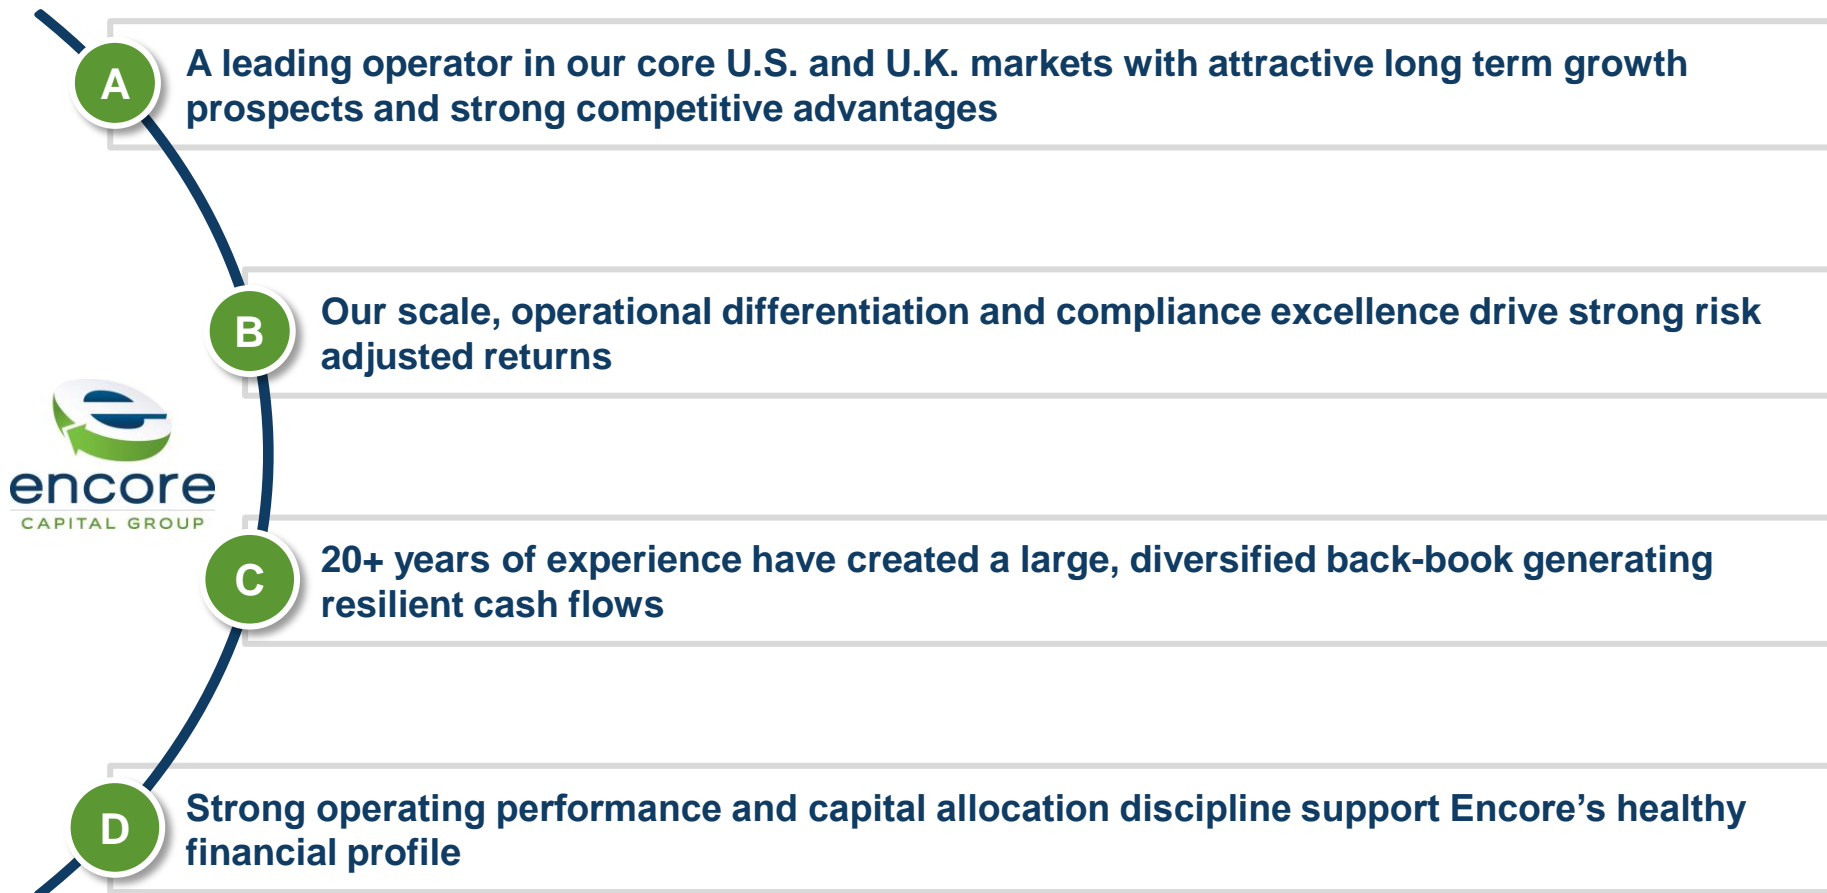 A
A leading operator in our core U.S. and U.K. markets with attractive long term growth
prospects and strong competitive advantages
B
Our scale, operational differentiation and compliance excellence drive strong risk
adjusted returns
encore
CAPITAL GROUP
C
20+ years of experience have created a large, diversified back-book generating
resilient cash flows
D
Strong operating performance and capital allocation discipline support Encore’s healthy
financial profile